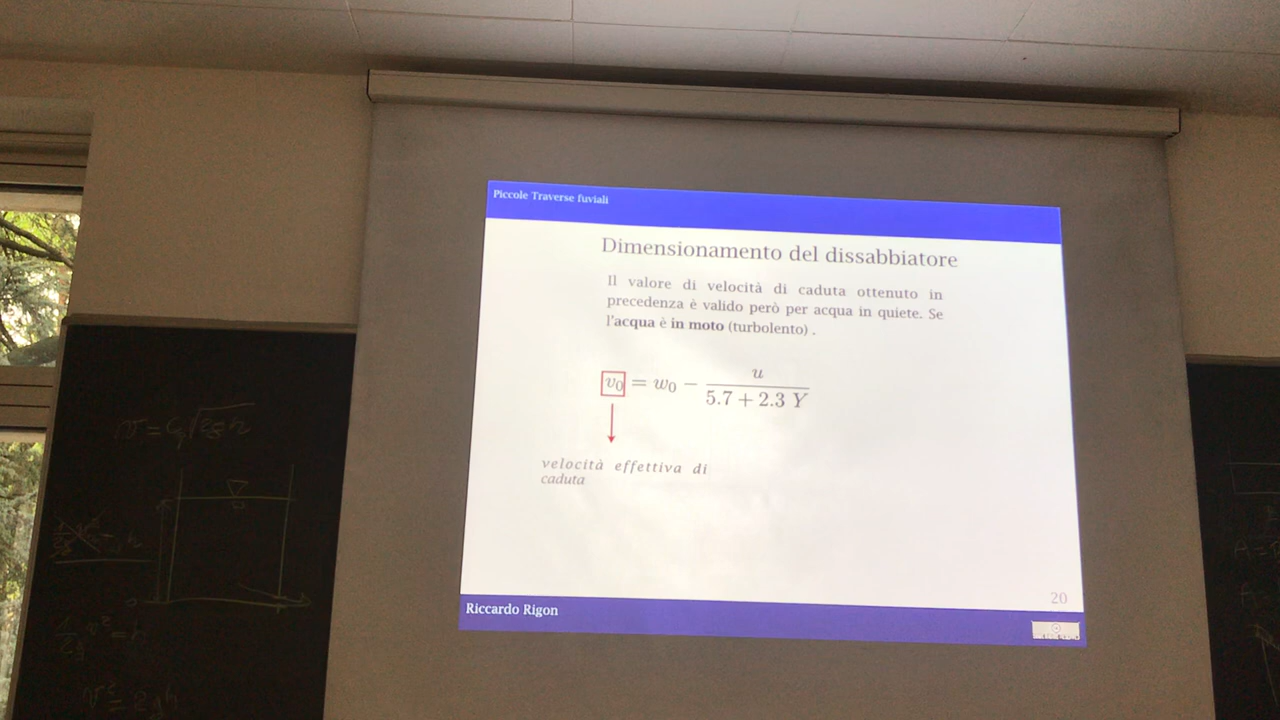 Piccole Traverse fuviali
Dimensionamento del dissabbiatore
Il valore di velocità di caduta ottenuto in
precedenza è valido però per acqua in quiete. Se
l'acqua è in moto (turbolento) .
v₀ = w₀ − u / (5.7 + 2.3 Y)
velocità effettiva di
caduta
20
Riccardo Rigon